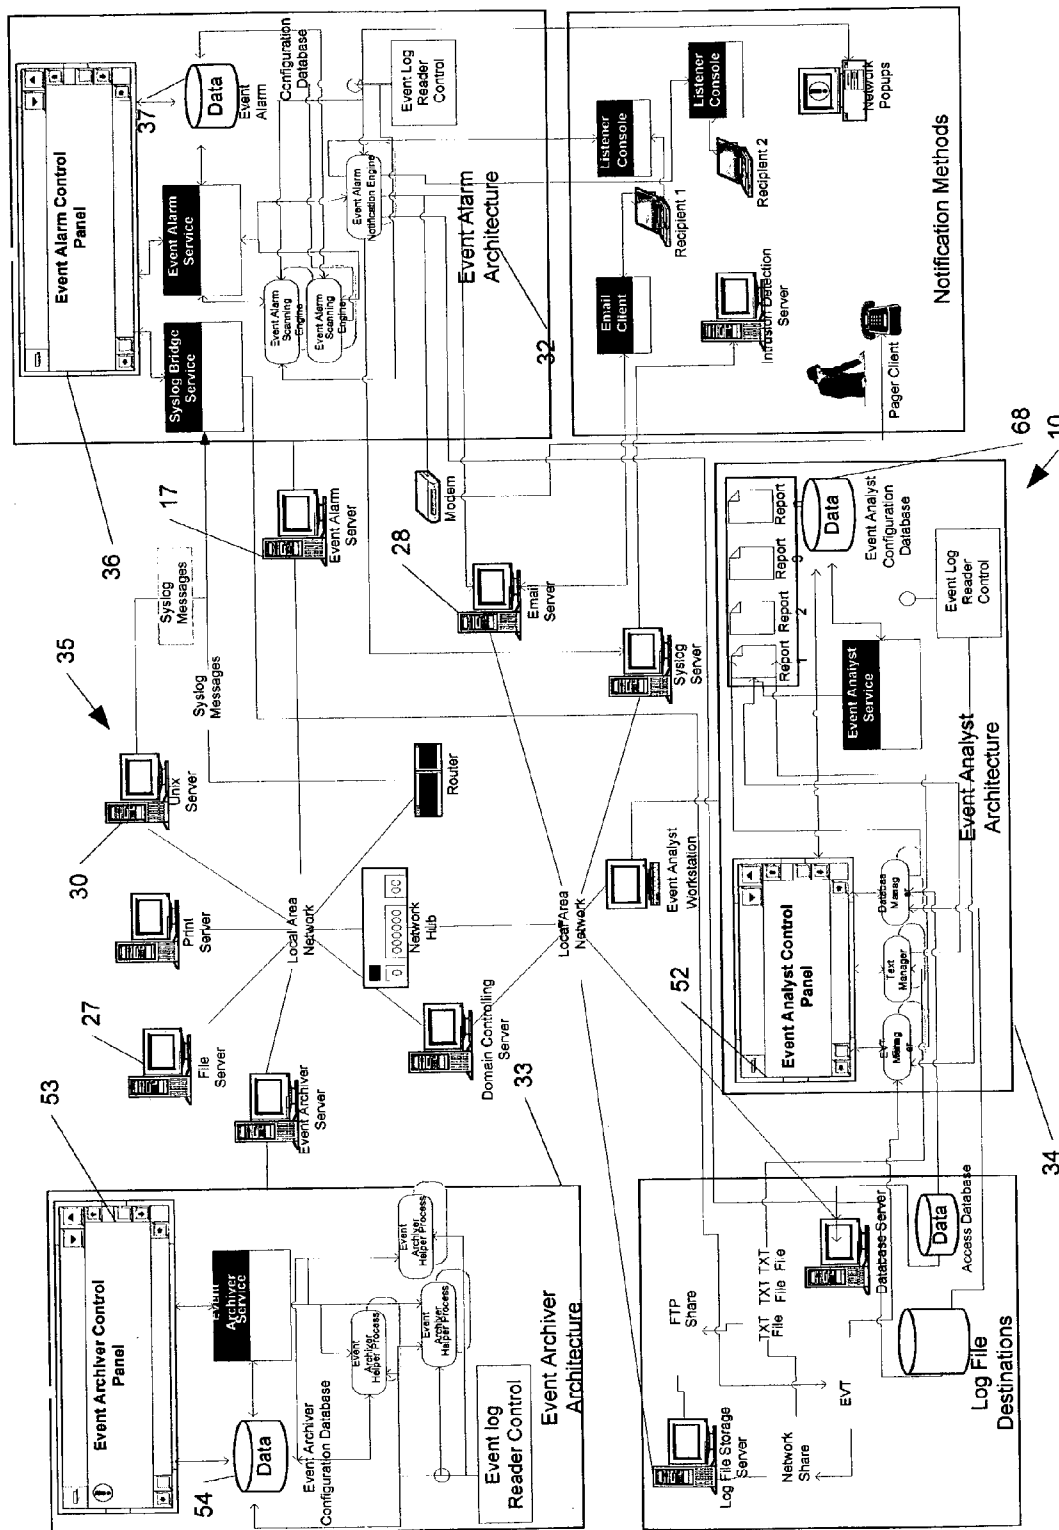 Event Archiver Control
Panel
53
54
Data
Event Archiver
Configuration Database
Event
Archiver
Service
Event
Archiver
Helper Process
Event
Archiver
Helper Process
Event
Archiver
Helper Process
Event log
Reader Control
Event Archiver
Architecture
33
Event Archiver
Server
27
File
Server
Print
Server
30
Unix
Server
35
Syslog
Messages
Syslog
Messages
17
Event Alarm
Server
36
Local Area
Network
Network
Hub
Router
Domain Controlling
Server
Event Alarm Control
Panel
37
Syslog Bridge
Service
Event Alarm
Service
Data
Event
Alarm
Configuration
Database
Event Alarm
Scanning
Engine
Event Alarm
Scanning
Engine
Event Alarm
Notification Engine
Event Log
Reader
Control
Event Alarm
Architecture
32
Modem
28
Email
Server
Syslog
Server
Local Area
Network
Event Analyst
Workstation
Email
Client
Listener
Console
Listener
Console
Recipient 1
Recipient 2
Intrusion Detection
Server
Pager Client
Network
Popups
Notification Methods
Log File Storage
Server
FTP
Share
Network
Share
TXT
File
TXT
File
TXT
File
EVT
Database Server
Data
Access Database
Log File
Destinations
52
Event Analyst Control
Panel
EVT
Manag
er
Text
Manager
Database
Manag
er
Report
1
Report
2
Report
3
Report
Data
Event Analyst
Configuration
Database
Event Analyst
Service
Event Log
Reader
Control
Event Analyst
Architecture
34
68
10